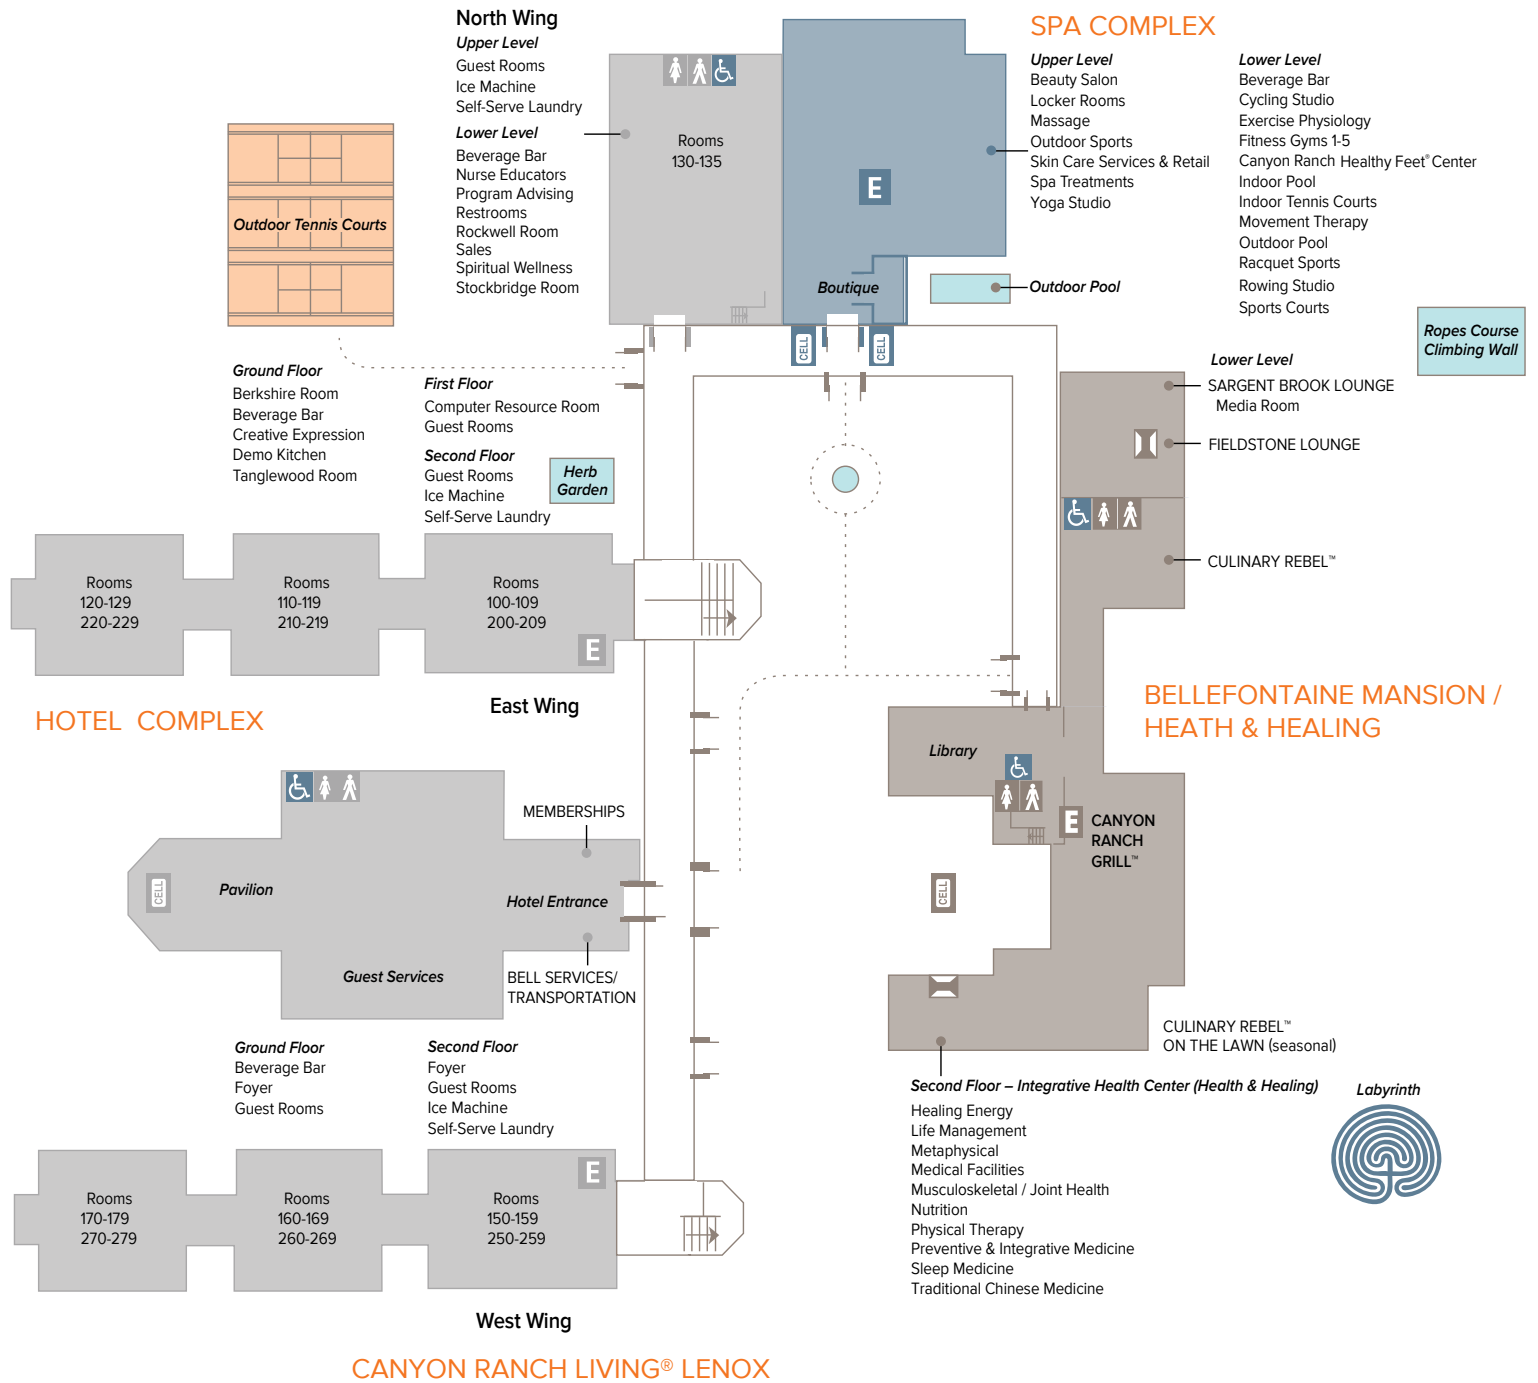 North Wing
Upper Level
Guest Rooms
Ice Machine
Self-Serve Laundry
Lower Level
Beverage Bar
Nurse Educators
Program Advising
Restrooms
Rockwell Room
Sales
Spiritual Wellness
Stockbridge Room
Rooms
130-135
E
Boutique
CELL
CELL
SPA COMPLEX
Upper Level
Beauty Salon
Locker Rooms
Massage
Outdoor Sports
Skin Care Services & Retail
Spa Treatments
Yoga Studio
Lower Level
Beverage Bar
Cycling Studio
Exercise Physiology
Fitness Gyms 1-5
Canyon Ranch Healthy Feet® Center
Indoor Pool
Indoor Tennis Courts
Movement Therapy
Outdoor Pool
Racquet Sports
Rowing Studio
Sports Courts
Outdoor Pool
Ropes Course
Climbing Wall
Outdoor Tennis Courts
Ground Floor
Berkshire Room
Beverage Bar
Creative Expression
Demo Kitchen
Tanglewood Room
First Floor
Computer Resource Room
Guest Rooms
Second Floor
Guest Rooms
Ice Machine
Self-Serve Laundry
Herb
Garden
Lower Level
SARGENT BROOK LOUNGE
Media Room
FIELDSTONE LOUNGE
CULINARY REBEL™
Rooms
120-129
220-229
Rooms
110-119
210-219
Rooms
100-109
200-209
E
East Wing
HOTEL COMPLEX
BELLEFONTAINE MANSION /
HEATH & HEALING
Library
E
CANYON
RANCH
GRILL™
CELL
MEMBERSHIPS
CELL
Pavilion
Hotel Entrance
Guest Services
BELL SERVICES/
TRANSPORTATION
CULINARY REBEL™
ON THE LAWN (seasonal)
Ground Floor
Beverage Bar
Foyer
Guest Rooms
Second Floor
Foyer
Guest Rooms
Ice Machine
Self-Serve Laundry
Second Floor – Integrative Health Center (Health & Healing)
Healing Energy
Life Management
Metaphysical
Medical Facilities
Musculoskeletal / Joint Health
Nutrition
Physical Therapy
Preventive & Integrative Medicine
Sleep Medicine
Traditional Chinese Medicine
Labyrinth
Rooms
170-179
270-279
Rooms
160-169
260-269
Rooms
150-159
250-259
E
West Wing
CANYON RANCH LIVING® LENOX